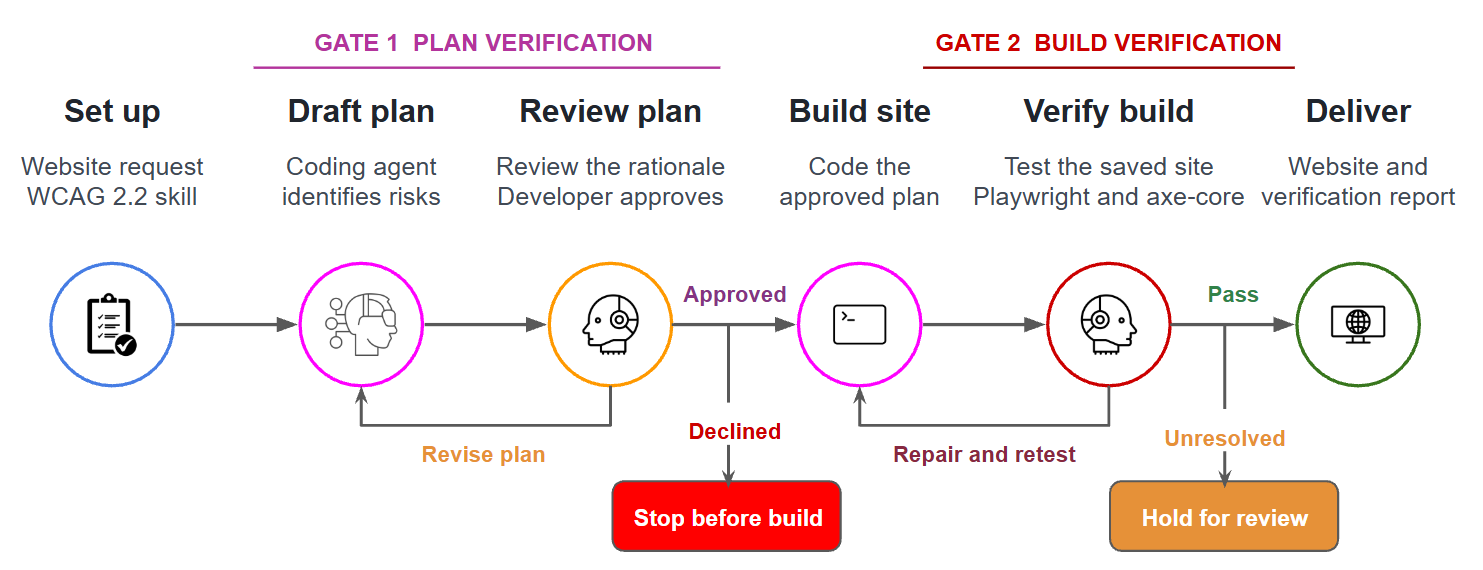 GATE 1 PLAN VERIFICATION
GATE 2 BUILD VERIFICATION
Set up
Website request
WCAG 2.2 skill
Draft plan
Coding agent
identifies risks
Review plan
Review the rationale
Developer approves
Build site
Code the
approved plan
Verify build
Test the saved site
Playwright and axe-core
Deliver
Website and
verification report
Approved
Pass
Declined
Unresolved
Revise plan
Repair and retest
Stop before build
Hold for review